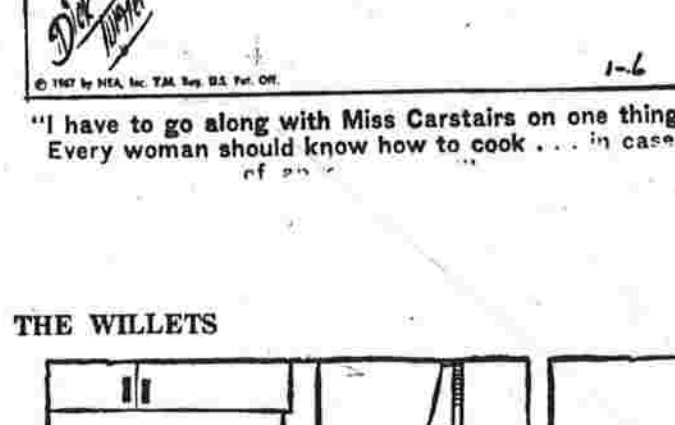 Dick Turner
© 1967 by NEA, Inc. T.M. Reg. U.S. Pat. Off.
1-6
"I have to go along with Miss Carstairs on one thing
Every woman should know how to cook . . . in case
of
THE WILLETS